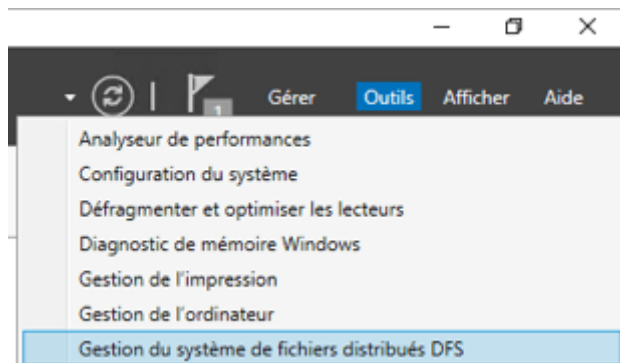 1
Gérer Outils Afficher Aide
Analyseur de performances
Configuration du système
Défragmenter et optimiser les lecteurs
Diagnostic de mémoire Windows
Gestion de l'impression
Gestion de l'ordinateur
Gestion du système de fichiers distribués DFS